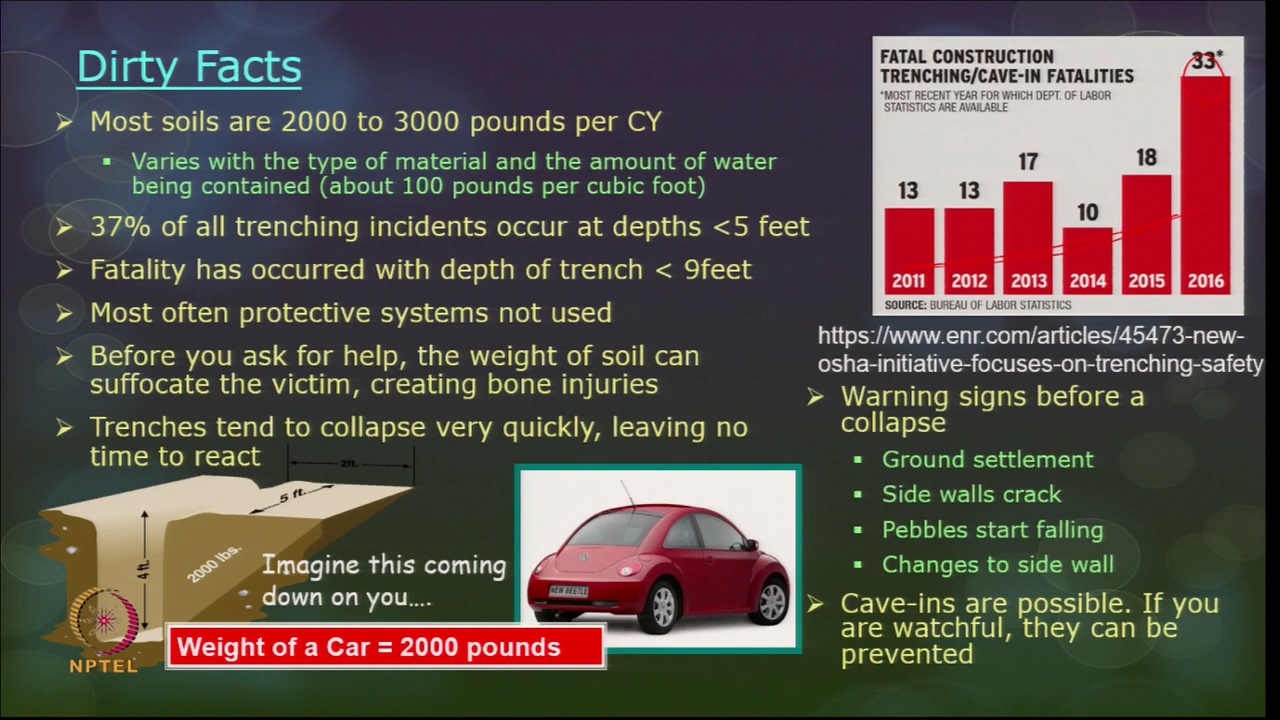 Dirty Facts
Most soils are 2000 to 3000 pounds per CY
Varies with the type of material and the amount of water
being contained (about 100 pounds per cubic foot)
37% of all trenching incidents occur at depths <5 feet
Fatality has occurred with depth of trench < 9feet
Most often protective systems not used
Before you ask for help, the weight of soil can
suffocate the victim, creating bone injuries
Trenches tend to collapse very quickly, leaving no
time to react
2ft.
5 ft.
4 ft.
2000 lbs.
Imagine this coming
down on you....
NEW BEETLE
Weight of a Car = 2000 pounds
NPTEL
FATAL CONSTRUCTION
TRENCHING/CAVE-IN FATALITIES
*MOST RECENT YEAR FOR WHICH DEPT. OF LABOR
STATISTICS ARE AVAILABLE
13 13 17 10 18 33*
2011 2012 2013 2014 2015 2016
SOURCE: BUREAU OF LABOR STATISTICS
https://www.enr.com/articles/45473-new-
osha-initiative-focuses-on-trenching-safety
Warning signs before a
collapse
Ground settlement
Side walls crack
Pebbles start falling
Changes to side wall
Cave-ins are possible. If you
are watchful, they can be
prevented